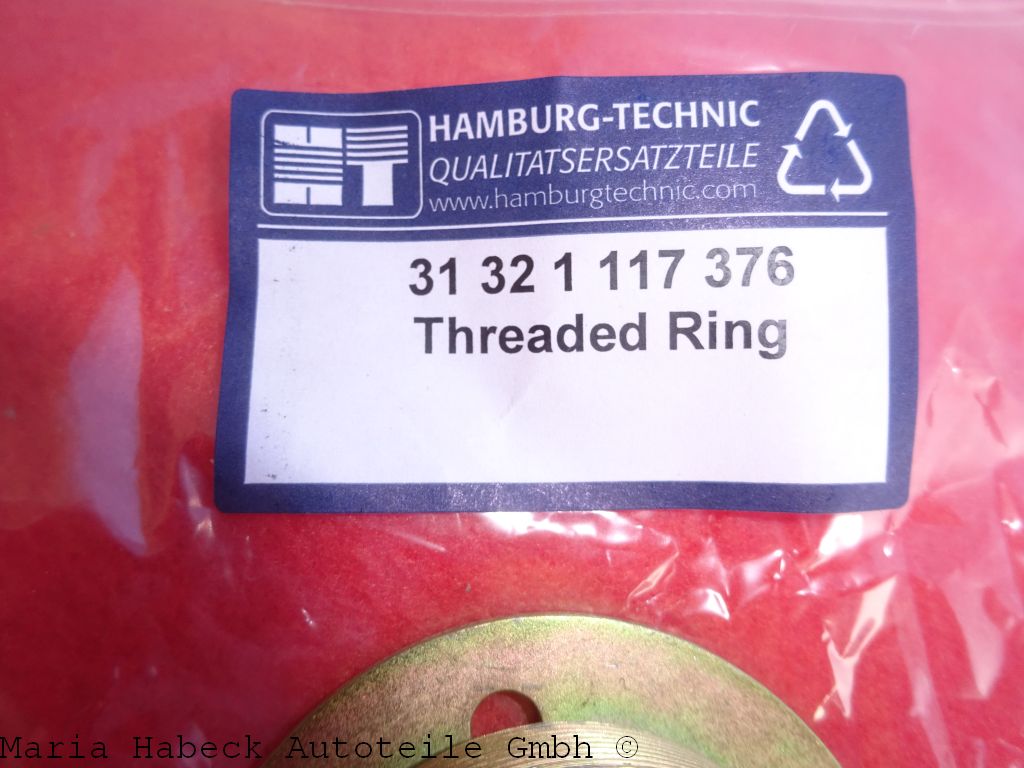 HT
HAMBURG-TECHNIC
QUALITATSERSATZTEILE
www.hamburgtechnic.com
31 32 1 117 376
Threaded Ring
Maria Habeck Autoteile Gmbh ©